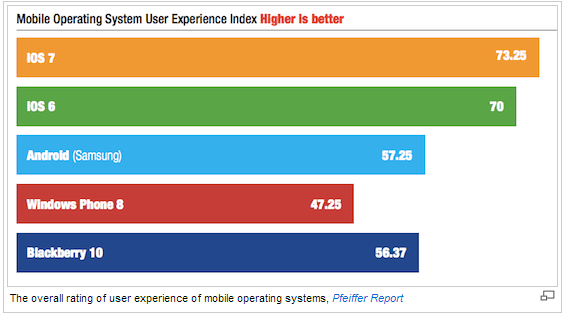 Mobile Operating System User Experience Index Higher is better
iOS 7 73.25
iOS 6 70
Android (Samsung) 57.25
Windows Phone 8 47.25
Blackberry 10 56.37
The overall rating of user experience of mobile operating systems, Pfeiffer Report